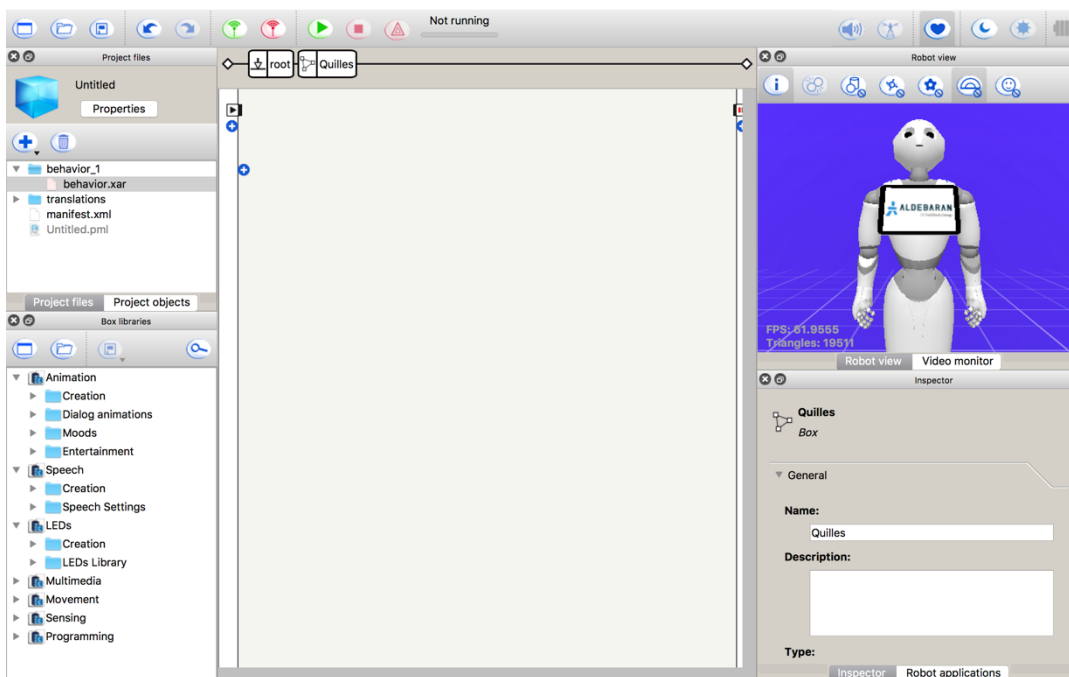 Not running
Project files
Untitled
Properties
behavior_1
behavior.xar
translations
manifest.xml
Untitled.pml
Project files
Project objects
Box libraries
Animation
Creation
Dialog animations
Moods
Entertainment
Speech
Creation
Speech Settings
LEDs
Creation
LEDs Library
Multimedia
Movement
Sensing
Programming
root
Quilles
Robot view
i
ALDEBARAN
FPS: 61.9555
Triangles: 19511
Robot view
Video monitor
Inspector
Quilles
Box
General
Name:
Quilles
Description:
Type:
Inspector
Robot applications